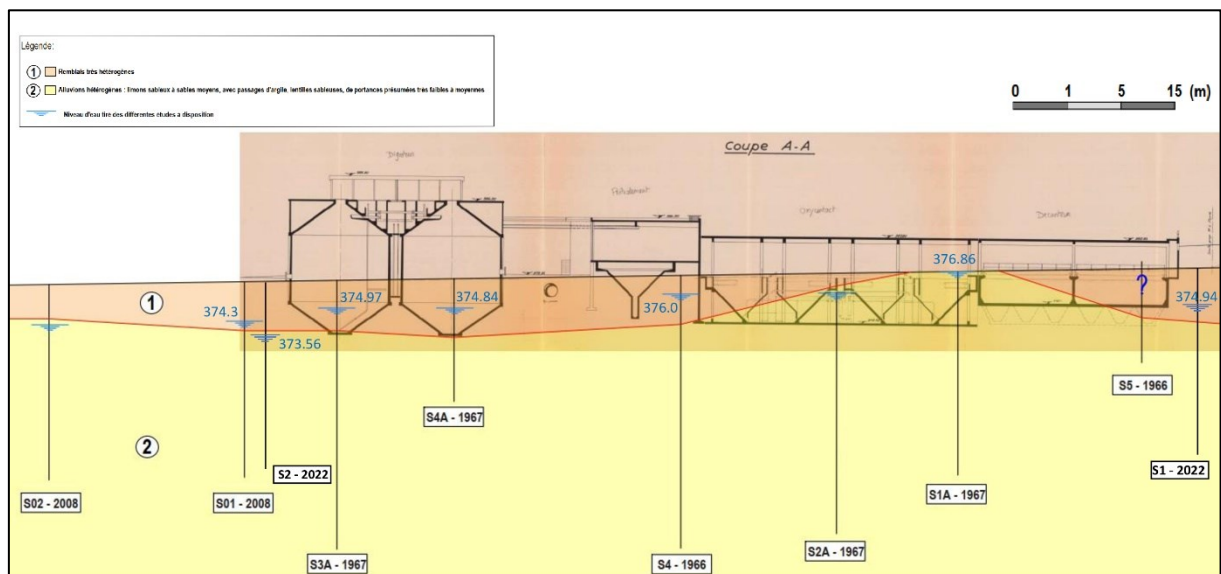 Légende:
1 Remblais très hétérogènes
2 Alluvions hétérogènes : limons sableux à sables moyens, avec passages d'argile, lentilles sableuses, de portances présumées très faibles à moyennes
Niveau d'eau tiré des différentes études à disposition
0 1 5 15 (m)
Coupe A-A
Digesteurs
Oxycontact
1
374.3
374.97
374.84
376.0
376.86
?
374.94
373.56
2
S02 - 2008
S01 - 2008
S2 - 2022
S3A - 1967
S4A - 1967
S4 - 1966
S2A - 1967
S1A - 1967
S5 - 1966
S1 - 2022